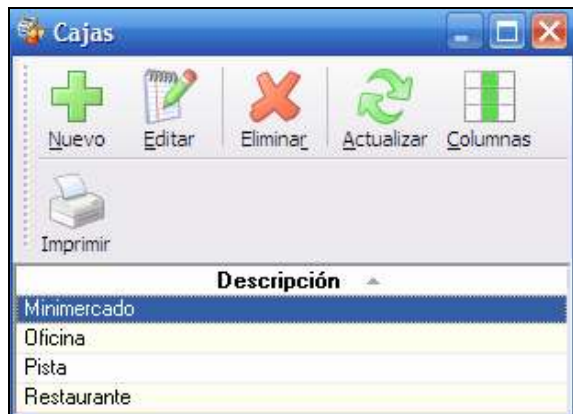 Cajas
Nuevo Editar Eliminar Actualizar Columnas
Imprimir
Descripción
Minimercado
Oficina
Pista
Restaurante